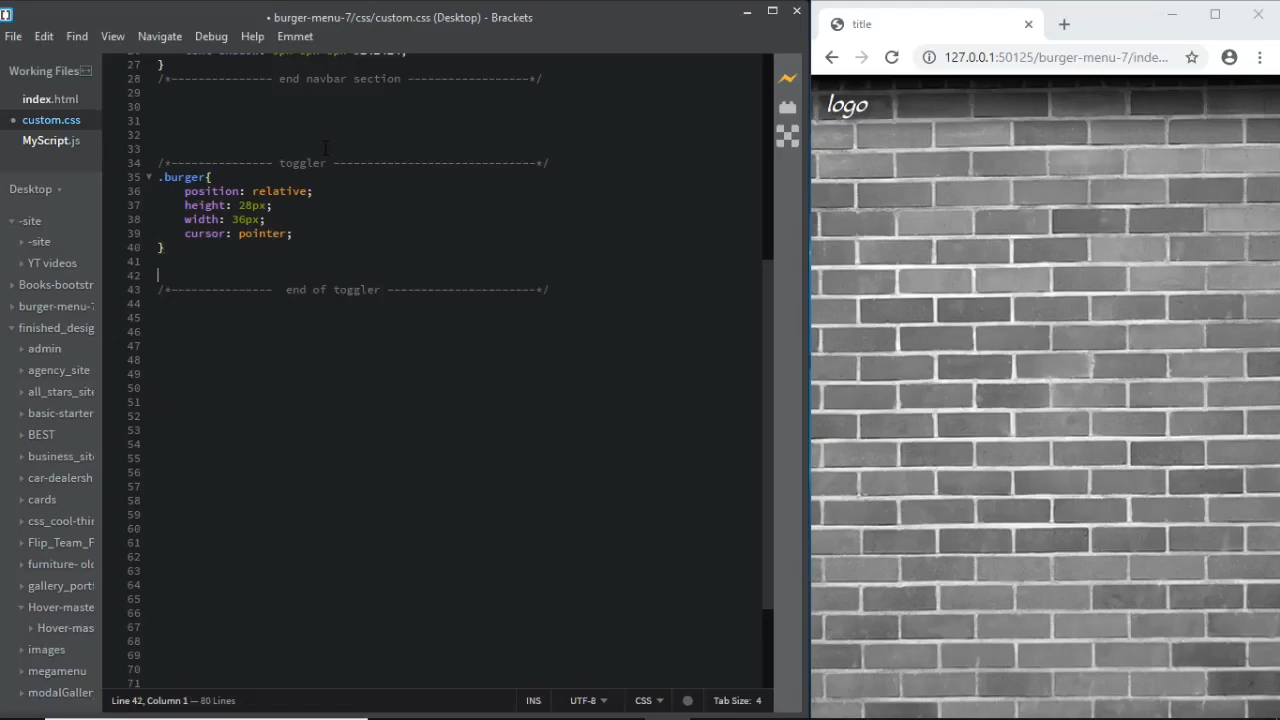 • burger-menu-7/css/custom.css (Desktop) - Brackets
File Edit Find View Navigate Debug Help Emmet
Working Files
index.html
custom.css
MyScript.js
Desktop
-site
-site
YT videos
Books-bootstr
burger-menu-7
finished_desig
admin
agency_site
all_stars_site
basic-starter
BEST
business_site
car-dealersh
cards
css_cool-thin
Flip_Team_F
furniture- old
gallery_portf
Hover-maste
Hover-mas
images
megamenu
modalGaller
27 }
28 /*--------------- end navbar section ------------------*/
29
30
31
32
33
34 /*--------------- toggler ------------------------------*/
35 .burger{
36 position: relative;
37 height: 28px;
38 width: 36px;
39 cursor: pointer;
40 }
41
42
43 /*--------------- end of toggler ----------------------*/
44
45
46
47
48
49
50
51
52
53
54
55
56
57
58
59
60
61
62
63
64
65
66
67
68
69
70
71
Line 42, Column 1 — 80 Lines
INS UTF-8 CSS Tab Size: 4
title
127.0.0.1:50125/burger-menu-7/inde...
logo